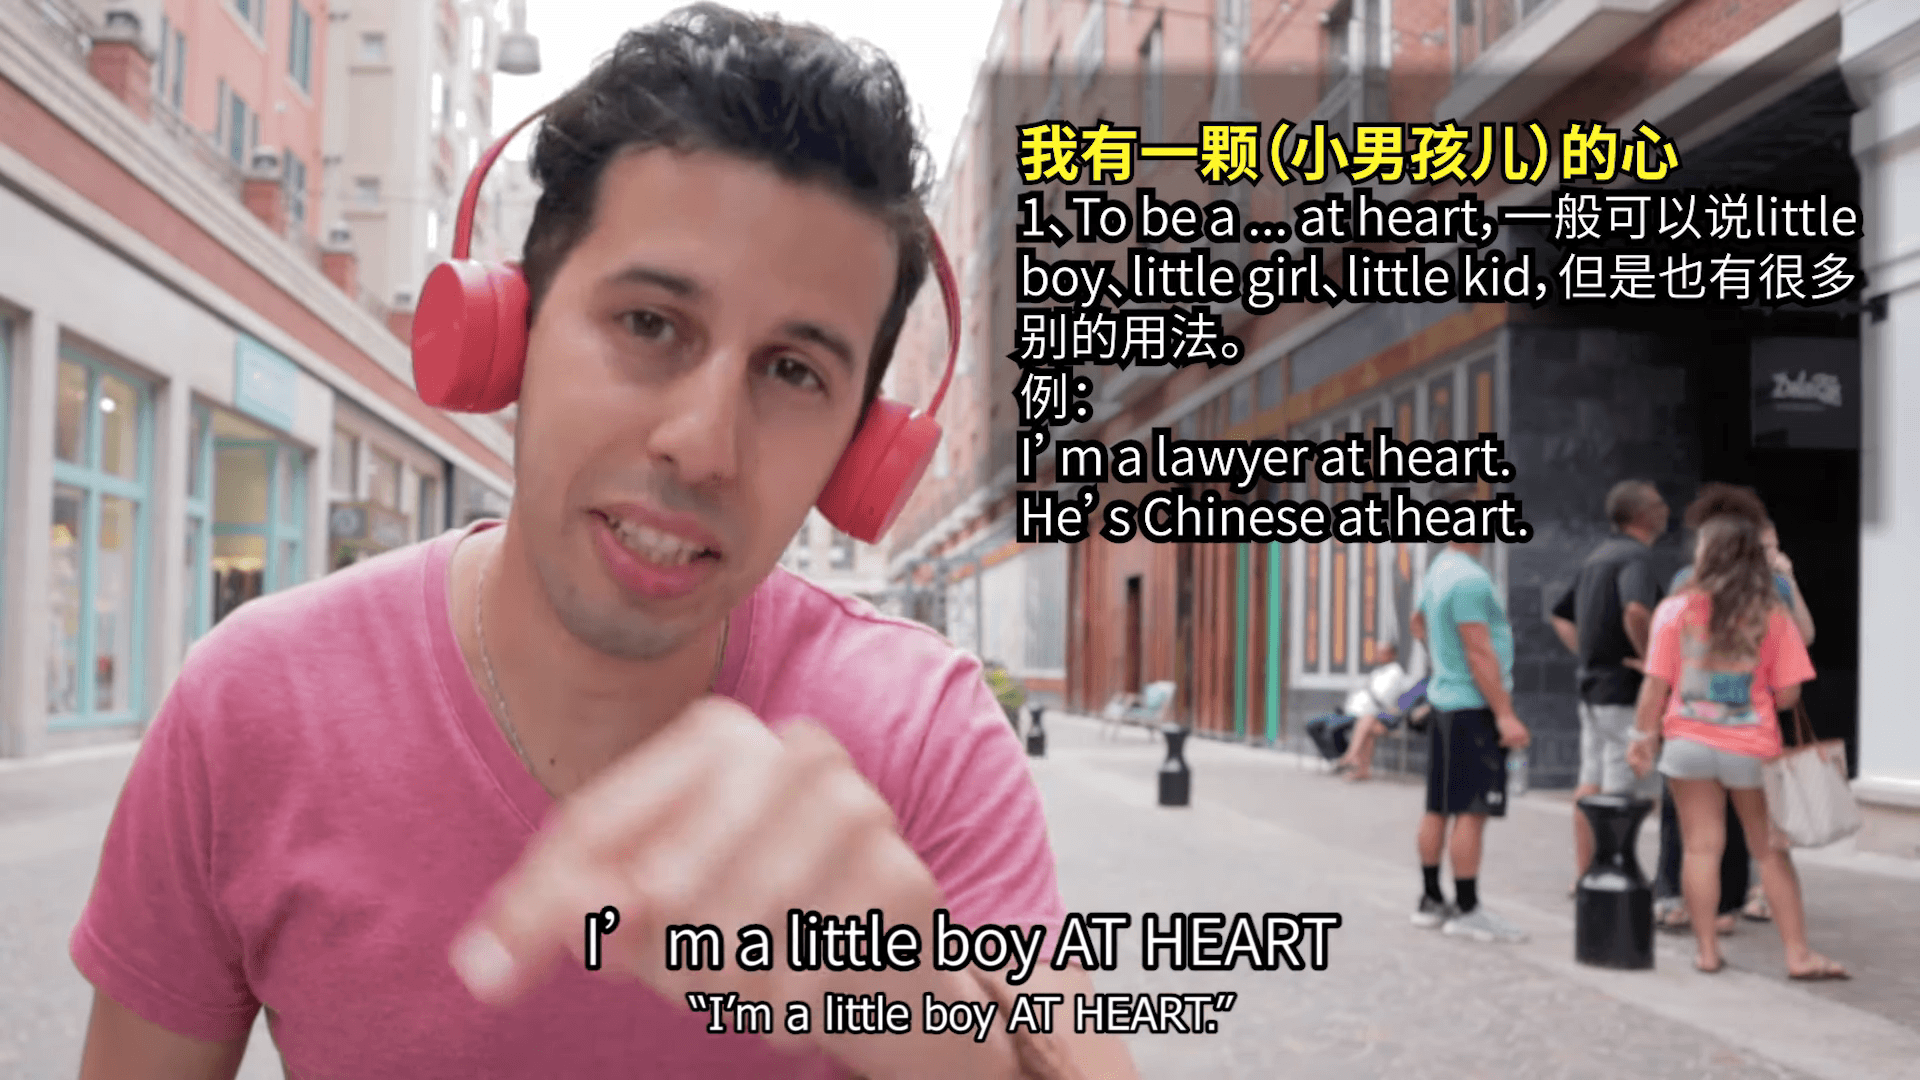 我有一颗（小男孩儿）的心
1、To be a ... at heart，一般可以说little
boy、little girl、little kid，但是也有很多
别的用法。
例：
I’m a lawyer at heart.
He’s Chinese at heart.
I’m a little boy AT HEART
“I’m a little boy AT HEART.”